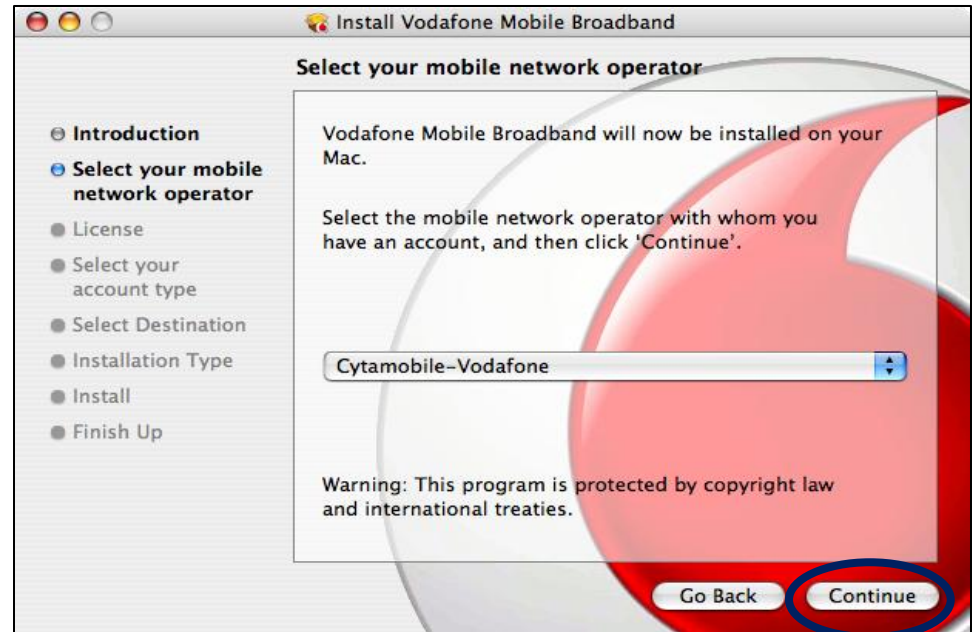 Install Vodafone Mobile Broadband
Select your mobile network operator
Introduction
Select your mobile
network operator
License
Select your
account type
Select Destination
Installation Type
Install
Finish Up
Vodafone Mobile Broadband will now be installed on your
Mac.
Select the mobile network operator with whom you
have an account, and then click 'Continue'.
Cytamobile-Vodafone
Warning: This program is protected by copyright law
and international treaties.
Go Back
Continue